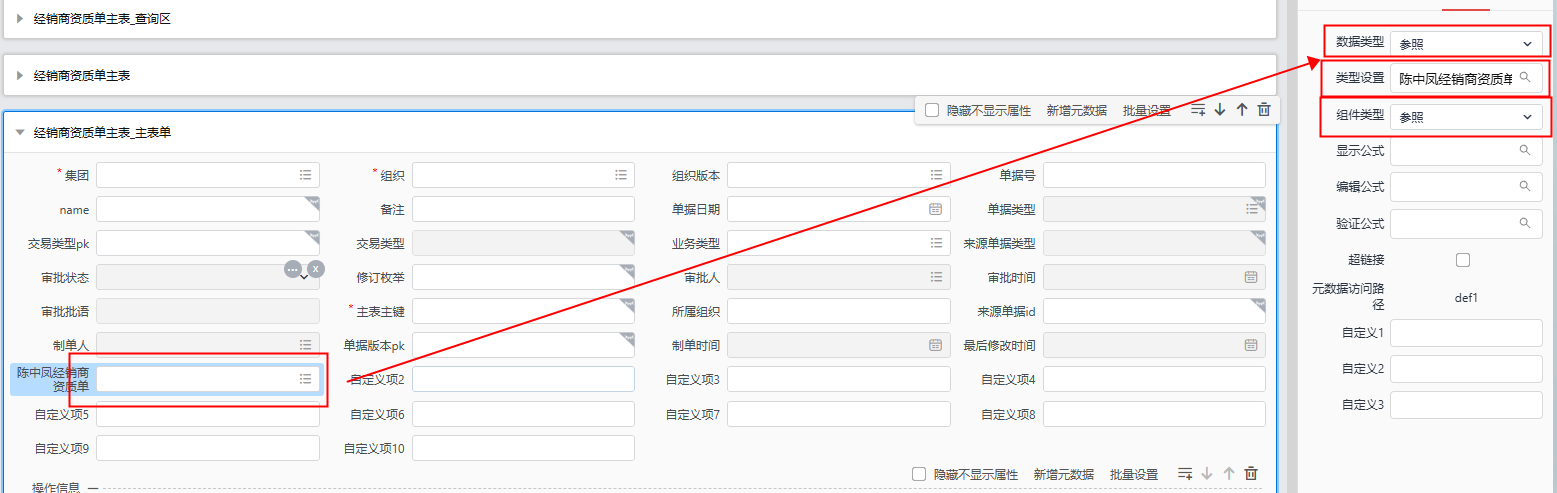 经销商资质单主表_查询区
经销商资质单主表
隐藏不显示属性 新增元数据 批量设置
经销商资质单主表_主表单
* 集团 * 组织 组织版本 单据号
name 备注 单据日期 单据类型
交易类型pk 交易类型 业务类型 来源单据类型
审批状态 ... x 修订枚举 审批人 审批时间
审批批语 * 主表主键 所属组织 来源单据id
制单人 单据版本pk 制单时间 最后修改时间
陈中凤经销商
资质单 自定义项2 自定义项3 自定义项4
自定义项5 自定义项6 自定义项7 自定义项8
自定义项9 自定义项10
隐藏不显示属性 新增元数据 批量设置
操作信息
数据类型 参照
类型设置 陈中凤经销商资质单
组件类型 参照
显示公式
编辑公式
验证公式
超链接
元数据访问路
径 def1
自定义1
自定义2
自定义3